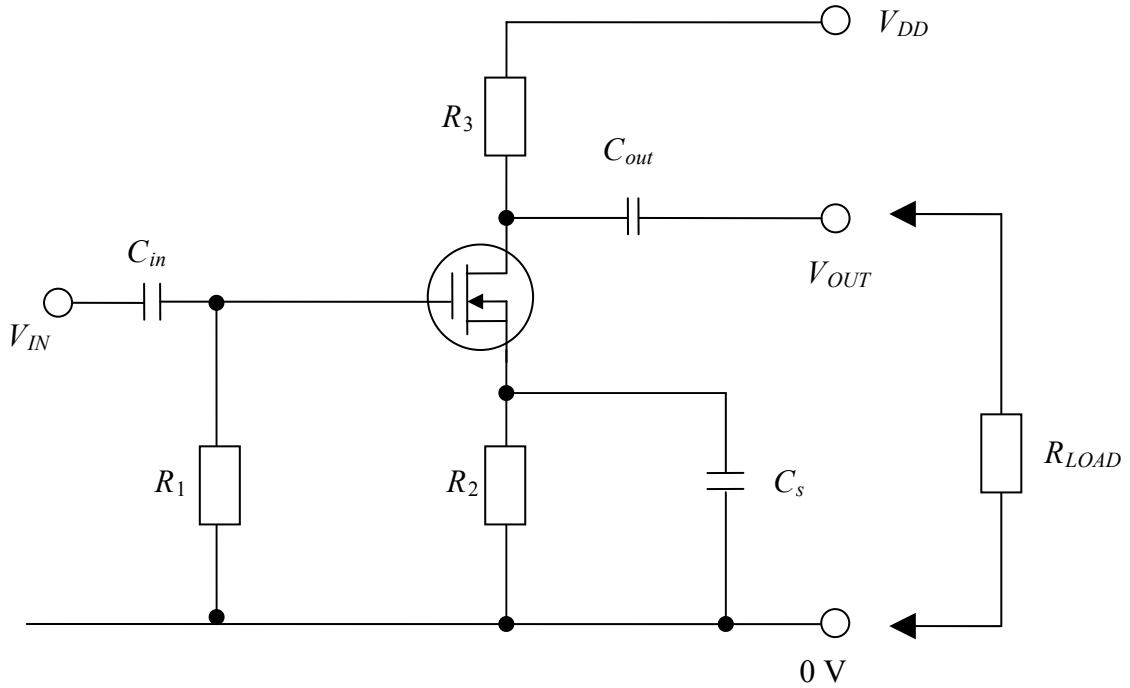 V_DD
R_3
C_out
C_in
V_OUT
V_IN
R_LOAD
R_1
R_2
C_s
0 V